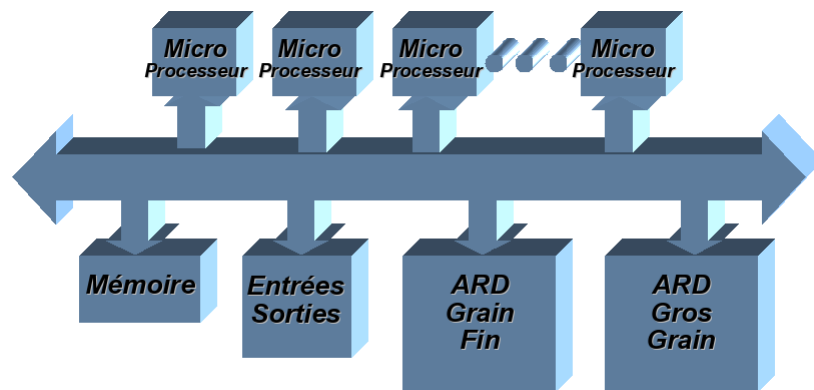 Micro
Processeur
Micro
Processeur
Micro
Processeur
Micro
Processeur
Mémoire
Entrées
Sorties
ARD
Grain
Fin
ARD
Gros
Grain